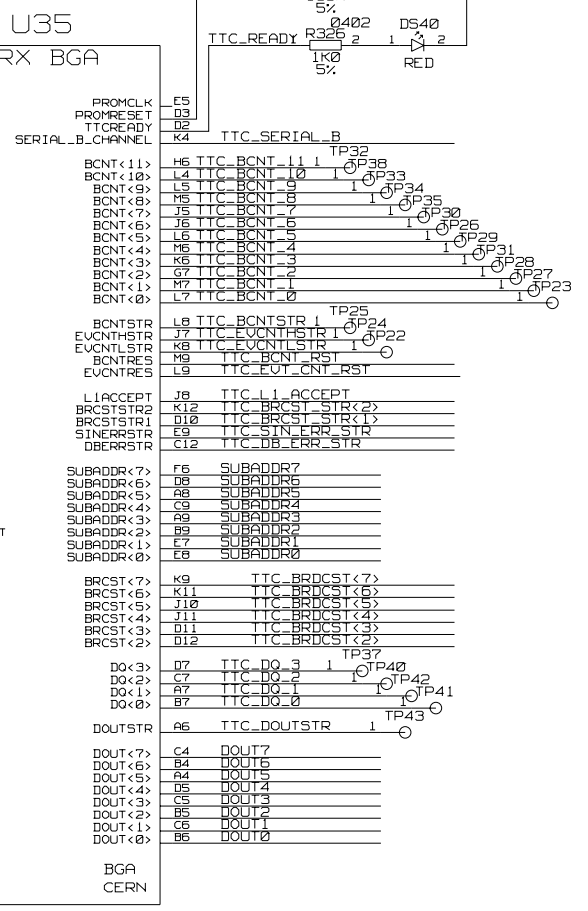 5%
U35
RX BGA
0402
DS40
TTC_READY R326 2 1 2
1K0
5%
RED
PROMCLK E5
PROMRESET D3
TTCREADY D2
SERIAL_B_CHANNEL K4 TTC_SERIAL_B
TP32
BCNT<11> H6 TTC_BCNT_11 1 TP38
BCNT<10> L4 TTC_BCNT_10 1 TP33
BCNT<9> L5 TTC_BCNT_9 1 TP34
BCNT<8> M5 TTC_BCNT_8 1 TP35
BCNT<7> J5 TTC_BCNT_7 1 TP30
BCNT<6> J6 TTC_BCNT_6 1 TP26
BCNT<5> L6 TTC_BCNT_5 1 TP29
BCNT<4> M6 TTC_BCNT_4 1 TP31
BCNT<3> K6 TTC_BCNT_3 1 TP28
BCNT<2> G7 TTC_BCNT_2 1 TP27
BCNT<1> M7 TTC_BCNT_1 1 TP23
BCNT<0> L7 TTC_BCNT_0
TP25
BCNTSTR L8 TTC_BCNTSTR 1 TP24
EVCNTHSTR J7 TTC_EVCNTHSTR 1 TP22
EVCNTLSTR K8 TTC_EVCNTLSTR 1
BCNTRES M9 TTC_BCNT_RST
EVCNTRES L9 TTC_EVT_CNT_RST
L1ACCEPT J8 TTC_L1_ACCEPT
BRCSTSTR2 K12 TTC_BRCST_STR<2>
BRCSTSTR1 D10 TTC_BRCST_STR<1>
SINERRSTR E9 TTC_SIN_ERR_STR
DBERRSTR C12 TTC_DB_ERR_STR
SUBADDR<7> F6 SUBADDR7
SUBADDR<6> D8 SUBADDR6
SUBADDR<5> A8 SUBADDR5
SUBADDR<4> C9 SUBADDR4
SUBADDR<3> A9 SUBADDR3
T SUBADDR<2> B9 SUBADDR2
SUBADDR<1> E7 SUBADDR1
SUBADDR<0> E8 SUBADDR0
BRCST<7> K9 TTC_BRDCST<7>
BRCST<6> K11 TTC_BRDCST<6>
BRCST<5> J10 TTC_BRDCST<5>
BRCST<4> J11 TTC_BRDCST<4>
BRCST<3> D11 TTC_BRDCST<3>
BRCST<2> D12 TTC_BRDCST<2>
TP37
DQ<3> D7 TTC_DQ_3 1 TP40
DQ<2> C7 TTC_DQ_2 1 TP42
DQ<1> A7 TTC_DQ_1 1 TP41
DQ<0> B7 TTC_DQ_0 1
TP43
DOUTSTR A6 TTC_DOUTSTR 1
DOUT<7> C4 DOUT7
DOUT<6> B4 DOUT6
DOUT<5> A4 DOUT5
DOUT<4> D5 DOUT4
DOUT<3> C5 DOUT3
DOUT<2> B5 DOUT2
DOUT<1> C6 DOUT1
DOUT<0> B6 DOUT0
BGA
CERN